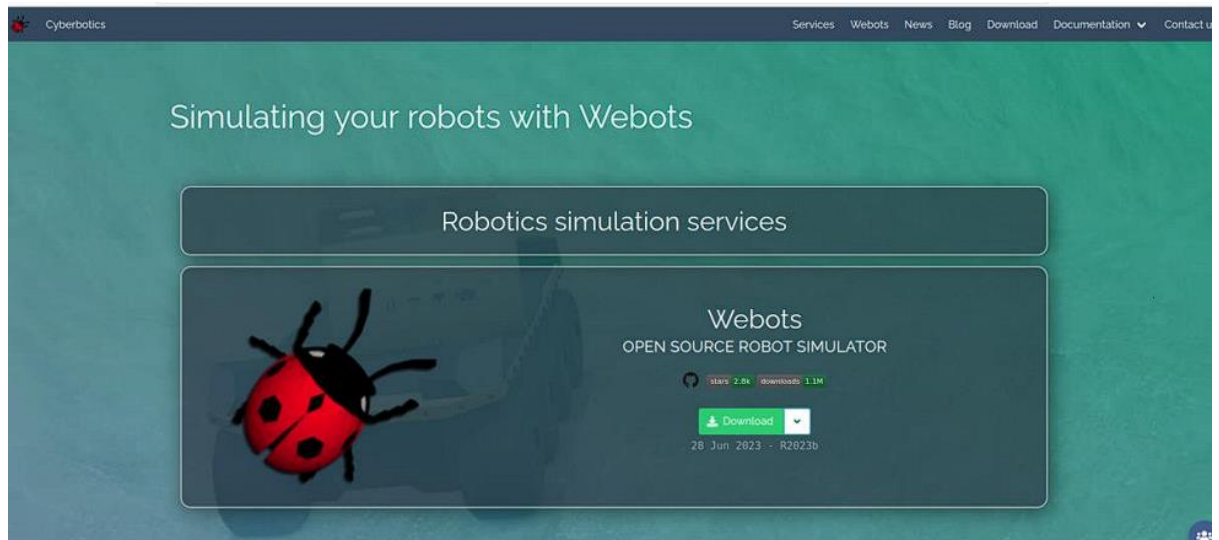 Cyberbotics Services Webots News Blog Download Documentation Contact u
Simulating your robots with Webots
Robotics simulation services
Webots
OPEN SOURCE ROBOT SIMULATOR
stars 2.8k downloads 1.1M
Download
28 Jun 2023 - R2023b